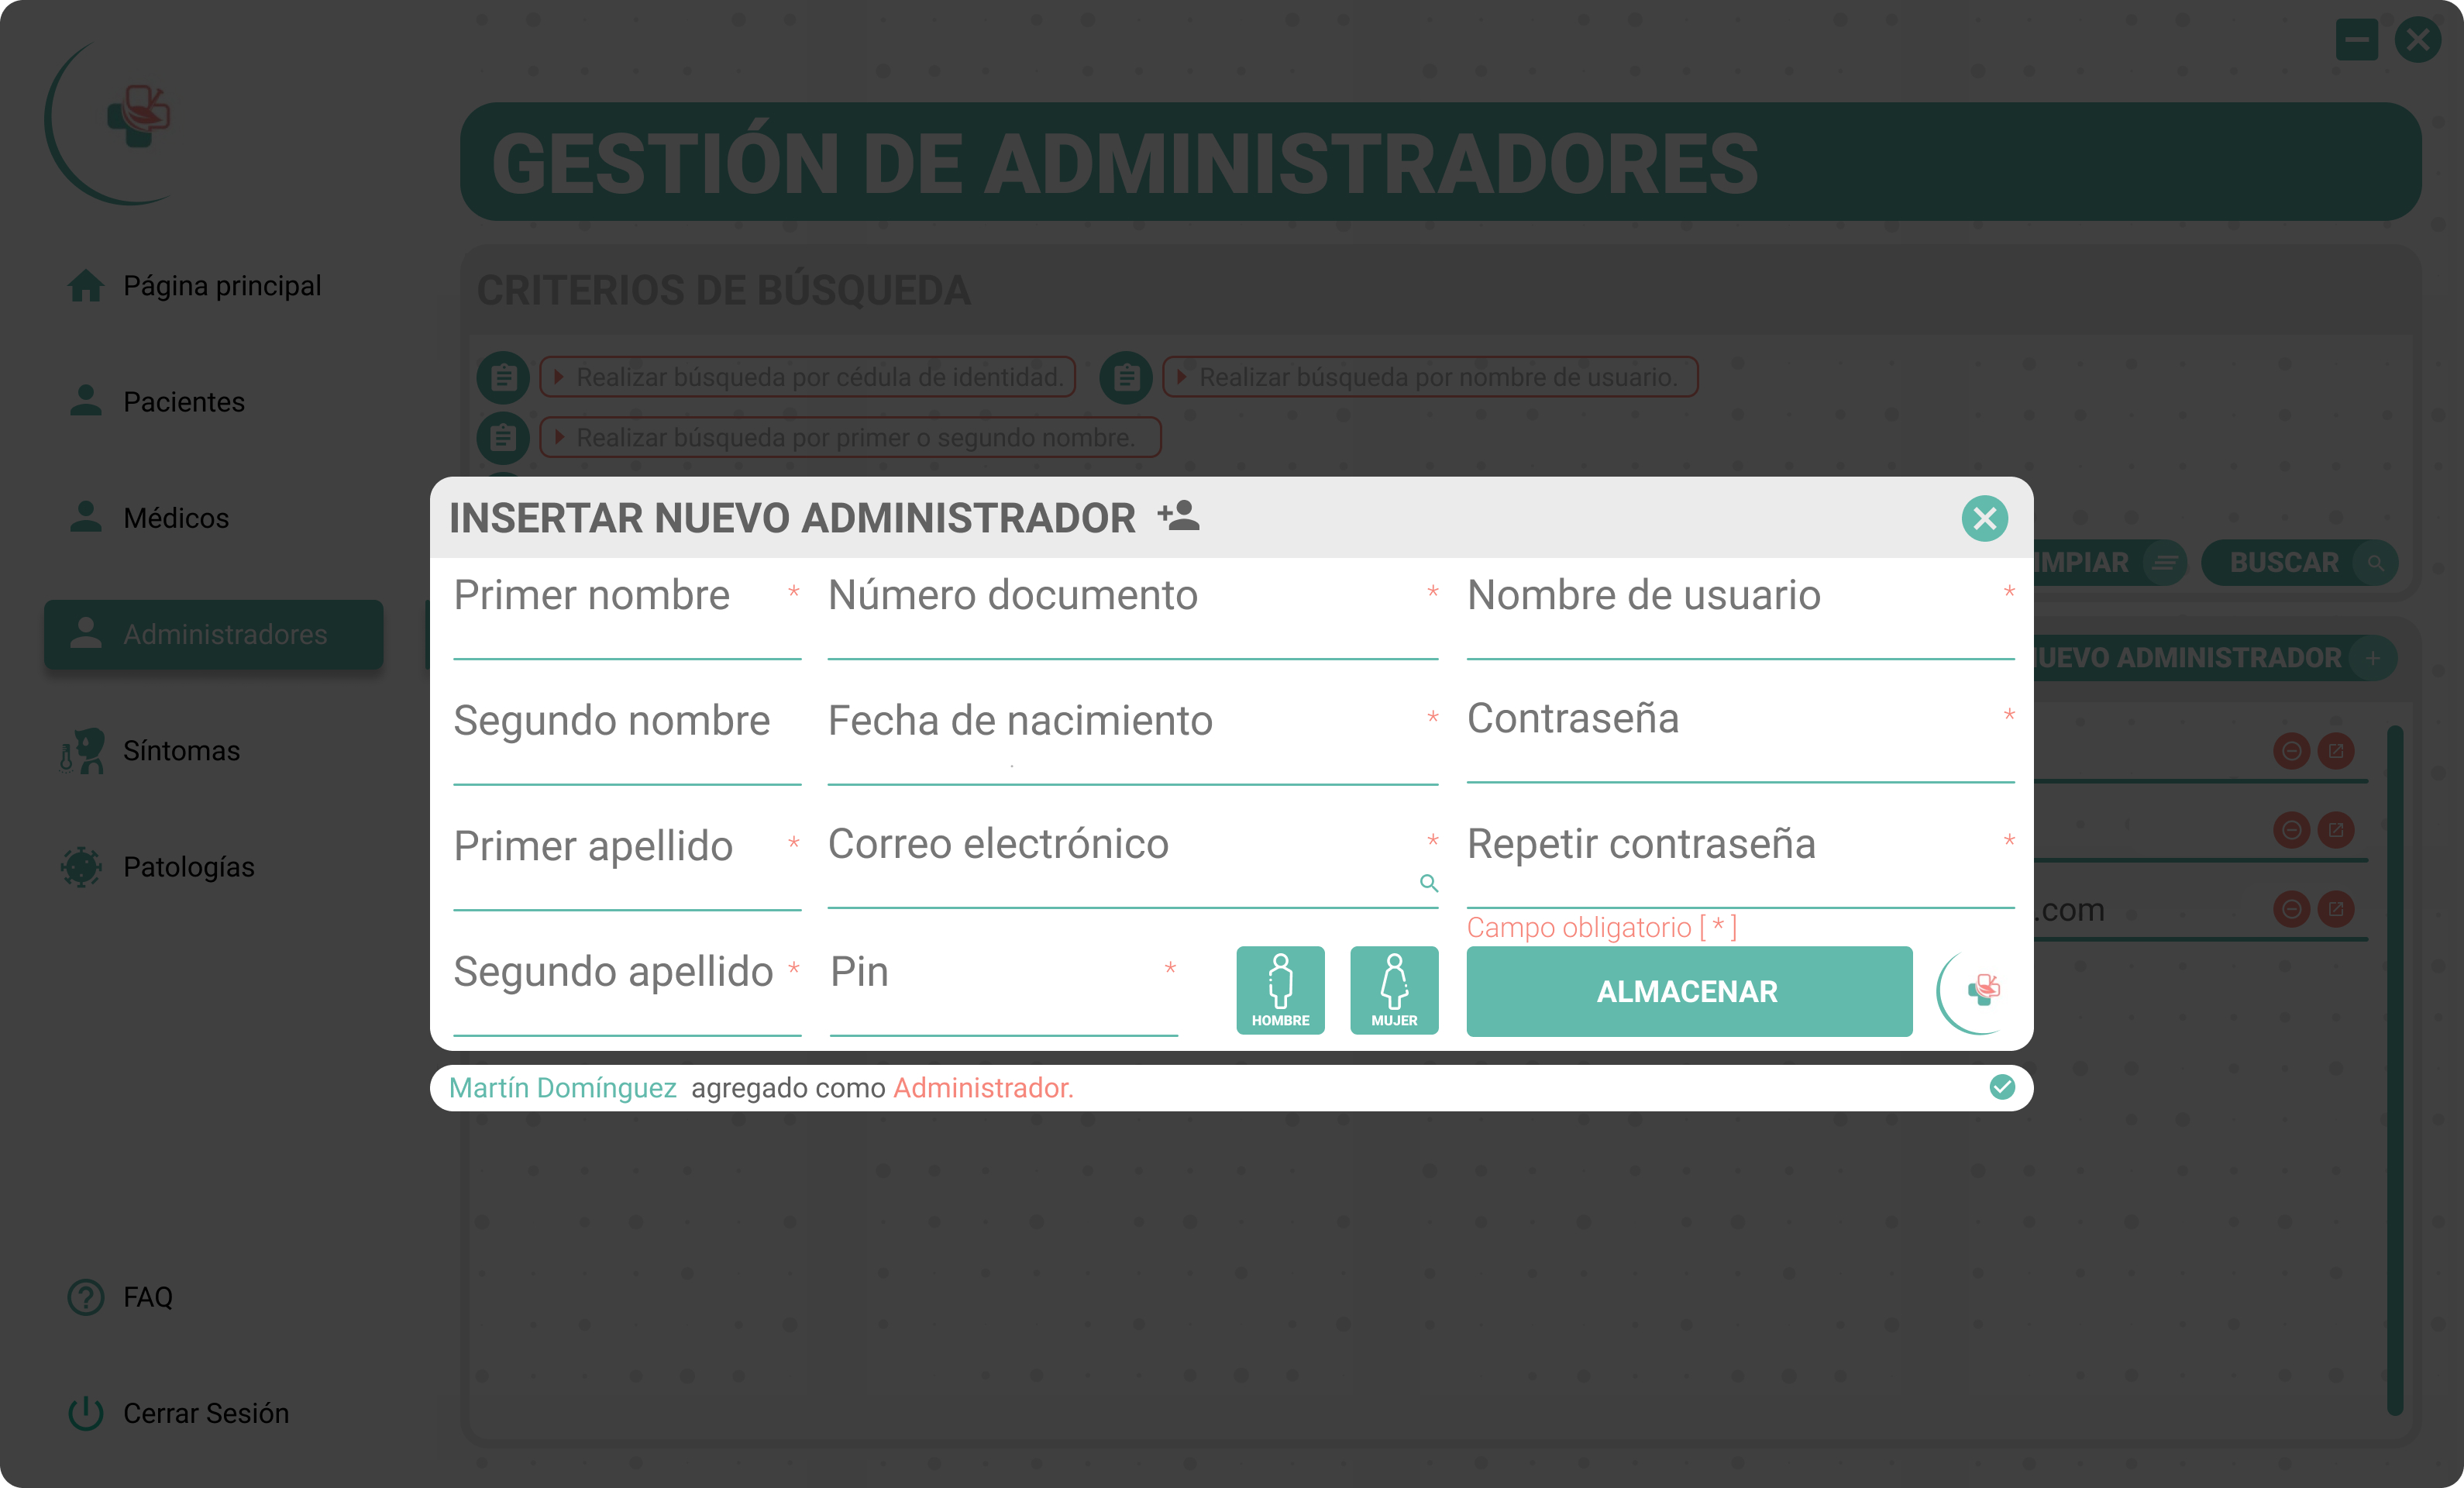 GESTIÓN DE ADMINISTRADORES
Página principal
Pacientes
Médicos
Administradores
Síntomas
Patologías
FAQ
Cerrar Sesión
CRITERIOS DE BÚSQUEDA
Realizar búsqueda por cédula de identidad.
Realizar búsqueda por nombre de usuario.
Realizar búsqueda por primer o segundo nombre.
IMPIAR
BUSCAR
UEVO ADMINISTRADOR
.com
INSERTAR NUEVO ADMIINISTRADOR
Primer nombre *
Número documento *
Nombre de usuario *
Segundo nombre
Fecha de nacimiento *
Contraseña *
Primer apellido *
Correo electrónico *
Repetir contraseña *
Campo obligatorio [ * ]
Segundo apellido *
Pin *
HOMBRE
MUJER
ALMACENAR
Martín Domínguez agregado como Administrador.